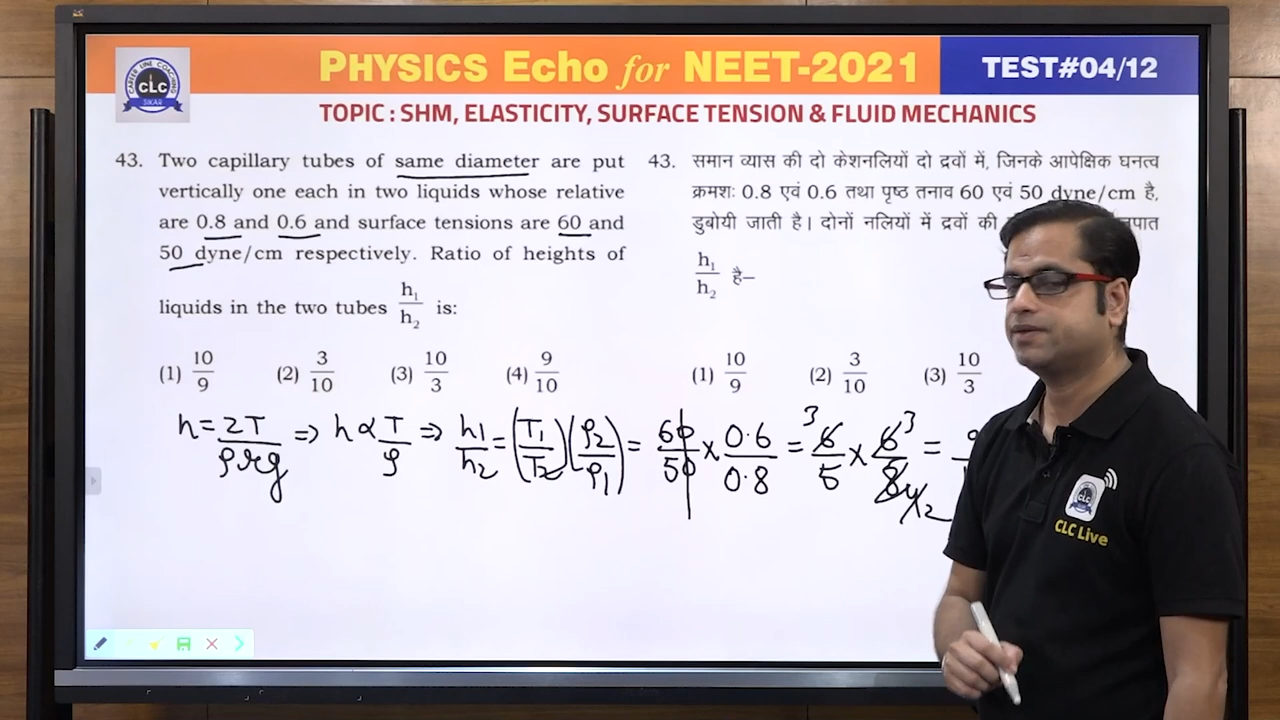 PHYSICS Echo for NEET-2021
TEST#04/12
CAREER LINE COACHING
CLC
SIKAR
TOPIC : SHM, ELASTICITY, SURFACE TENSION & FLUID MECHANICS
43. Two capillary tubes of same diameter are put
vertically one each in two liquids whose relative
are 0.8 and 0.6 and surface tensions are 60 and
50 dyne/cm respectively. Ratio of heights of
liquids in the two tubes h₁/h₂ is:
(1) 10/9 (2) 3/10 (3) 10/3 (4) 9/10
43. समान व्यास की दो केशनलियों दो द्रवों में, जिनके आपेक्षिक घनत्व
क्रमशः 0.8 एवं 0.6 तथा पृष्ठ तनाव 60 एवं 50 dyne/cm है,
डुबोयी जाती है। दोनों नलियों में द्रवों की
h₁/h₂ है–
(1) 10/9 (2) 3/10 (3) 10/3
h = 2T/ρrg ⇒ h ∝ T/ρ ⇒ h₁/h₂ = (T₁/T₂)(ρ₂/ρ₁) = 60/50 × 0.6/0.8 = 6/5 × 6/8 =
CLC Live